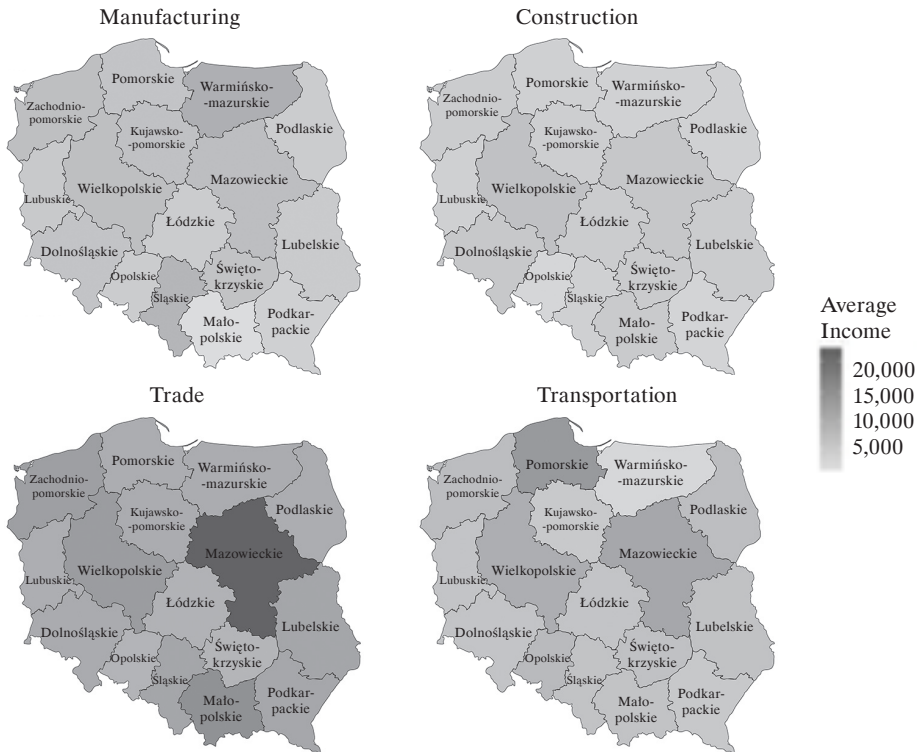 Manufacturing
Pomorskie
Warmińsko-
-mazurskie
Zachodnio-
pomorskie
Kujawsko-
-pomorskie
Podlaskie
Mazowieckie
Wielkopolskie
Lubuskie
Łódzkie
Dolnośląskie
Lubelskie
Opolskie
Święto-
krzyskie
Śląskie
Mało-
polskie
Podkar-
packie
Construction
Pomorskie
Warmińsko-
-mazurskie
Zachodnio-
pomorskie
Kujawsko-
-pomorskie
Podlaskie
Mazowieckie
Wielkopolskie
Lubuskie
Łódzkie
Dolnośląskie
Lubelskie
Opolskie
Święto-
krzyskie
Śląskie
Mało-
polskie
Podkar-
packie
Average
Income
20,000
15,000
10,000
5,000
Trade
Pomorskie
Warmińsko-
-mazurskie
Zachodnio-
pomorskie
Kujawsko-
-pomorskie
Podlaskie
Mazowieckie
Wielkopolskie
Lubuskie
Łódzkie
Dolnośląskie
Lubelskie
Opolskie
Święto-
krzyskie
Śląskie
Mało-
polskie
Podkar-
packie
Transportation
Pomorskie
Warmińsko-
-mazurskie
Zachodnio-
pomorskie
Kujawsko-
-pomorskie
Podlaskie
Mazowieckie
Wielkopolskie
Lubuskie
Łódzkie
Dolnośląskie
Lubelskie
Opolskie
Święto-
krzyskie
Śląskie
Mało-
polskie
Podkar-
packie